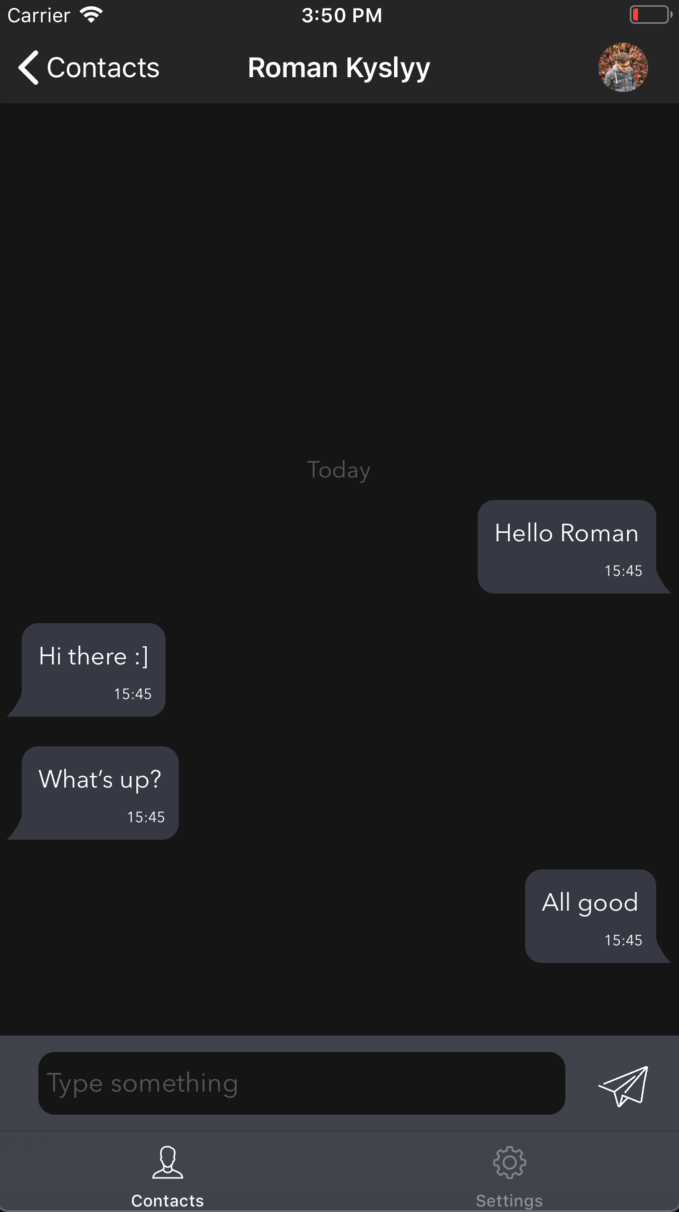 Carrier 3:50 PM
Contacts Roman Kyslyy
Today
Hello Roman
15:45
Hi there :]
15:45
What’s up?
15:45
All good
15:45
Type something
Contacts Settings